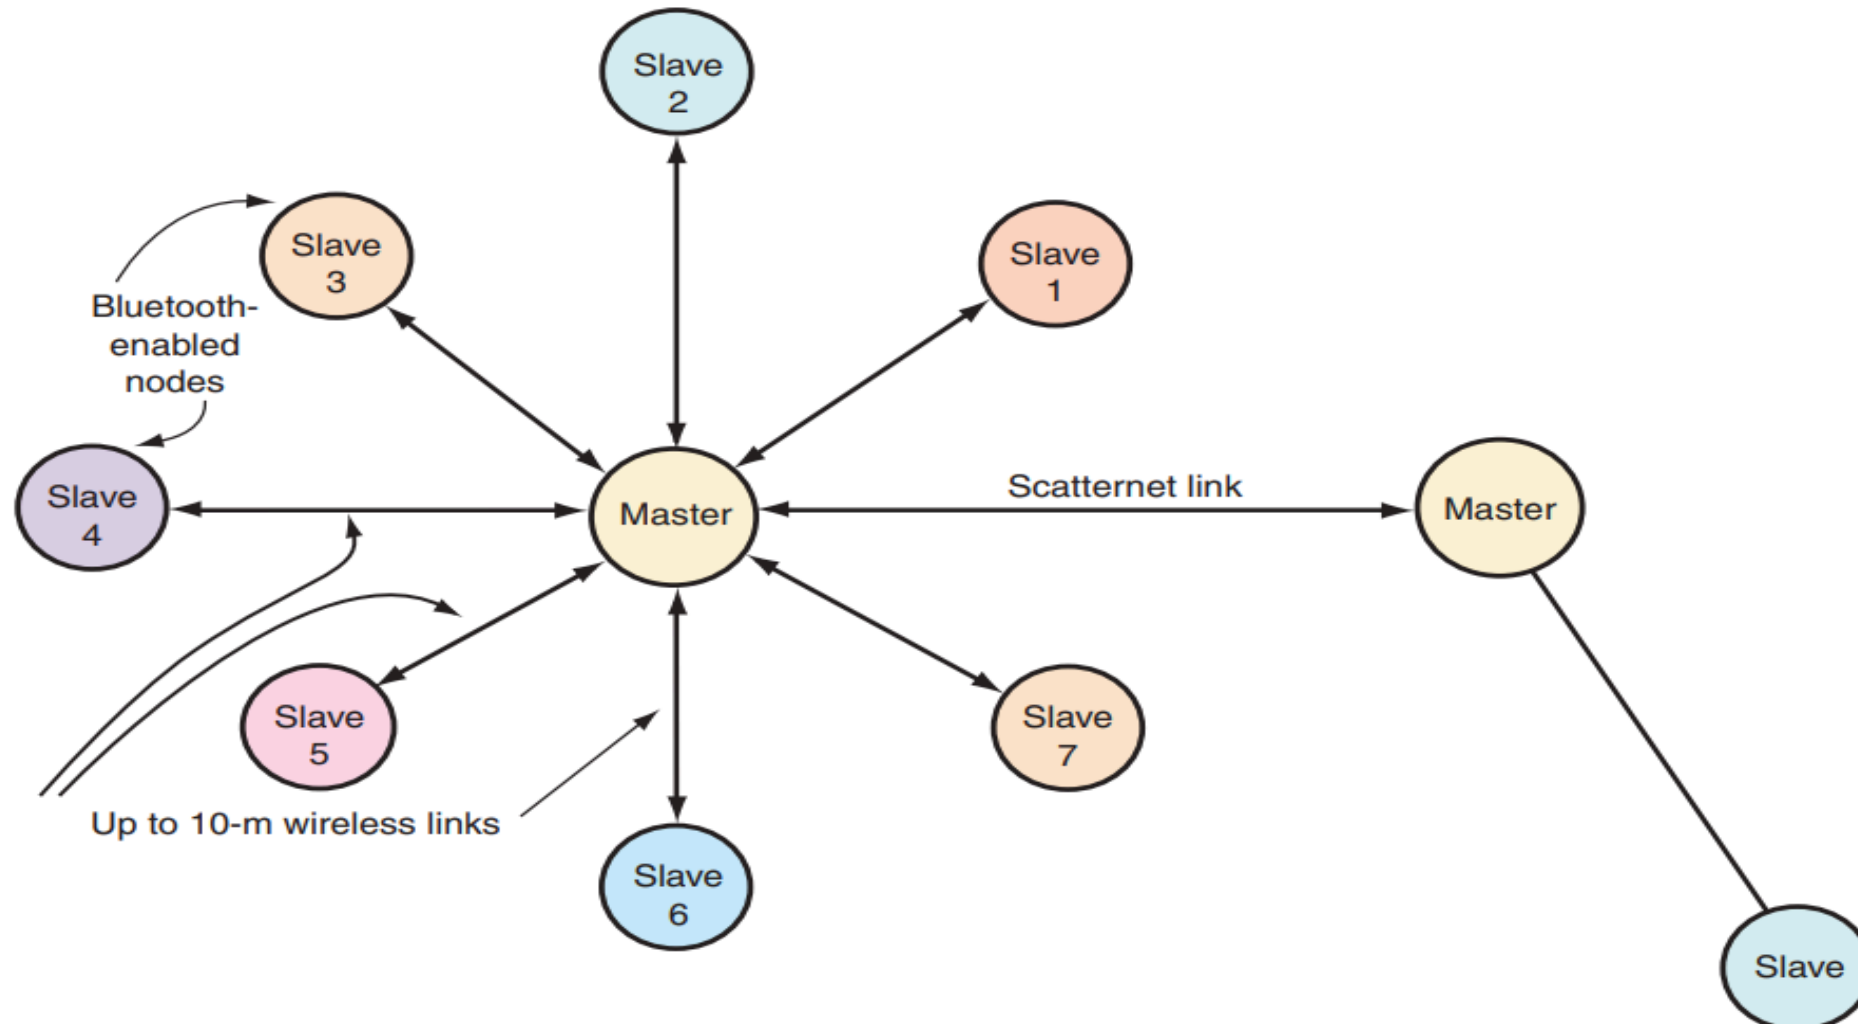 Slave
2
Slave
3
Slave
1
Bluetooth-
enabled
nodes
Slave
4
Master
Scatternet link
Master
Slave
5
Slave
7
Up to 10-m wireless links
Slave
6
Slave